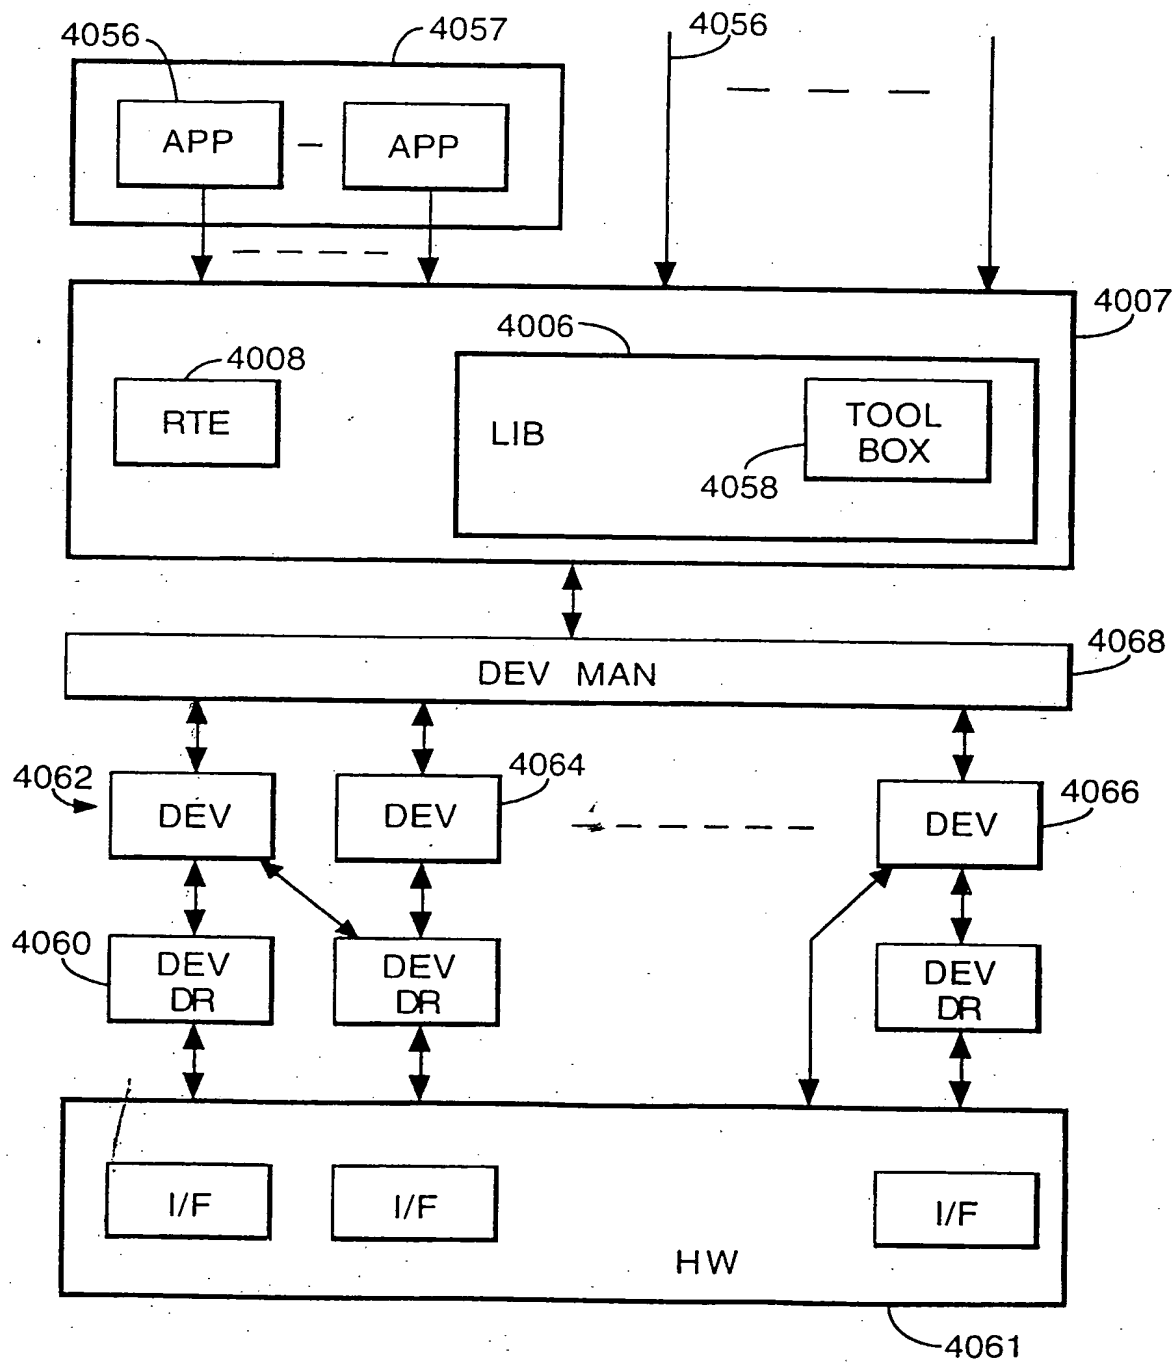 4056
4057
4056
APP
APP
4007
4006
4008
RTE
LIB
TOOL
BOX
4058
4068
DEV MAN
4062
4064
4066
DEV
DEV
DEV
4060
DEV
DR
DEV
DR
DEV
DR
I/F
I/F
I/F
HW
4061